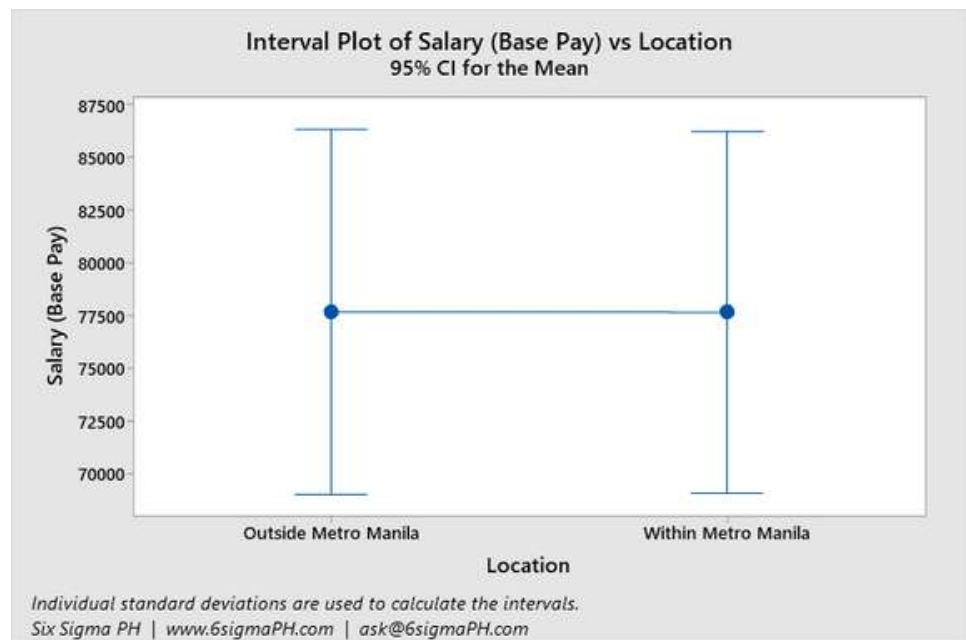 Interval Plot of Salary (Base Pay) vs Location
95% CI for the Mean
87500
85000
82500
80000
77500
75000
72500
70000
Salary (Base Pay)
Outside Metro Manila
Within Metro Manila
Location
Individual standard deviations are used to calculate the intervals.
Six Sigma PH | www.6sigmaPH.com | ask@6sigmaPH.com